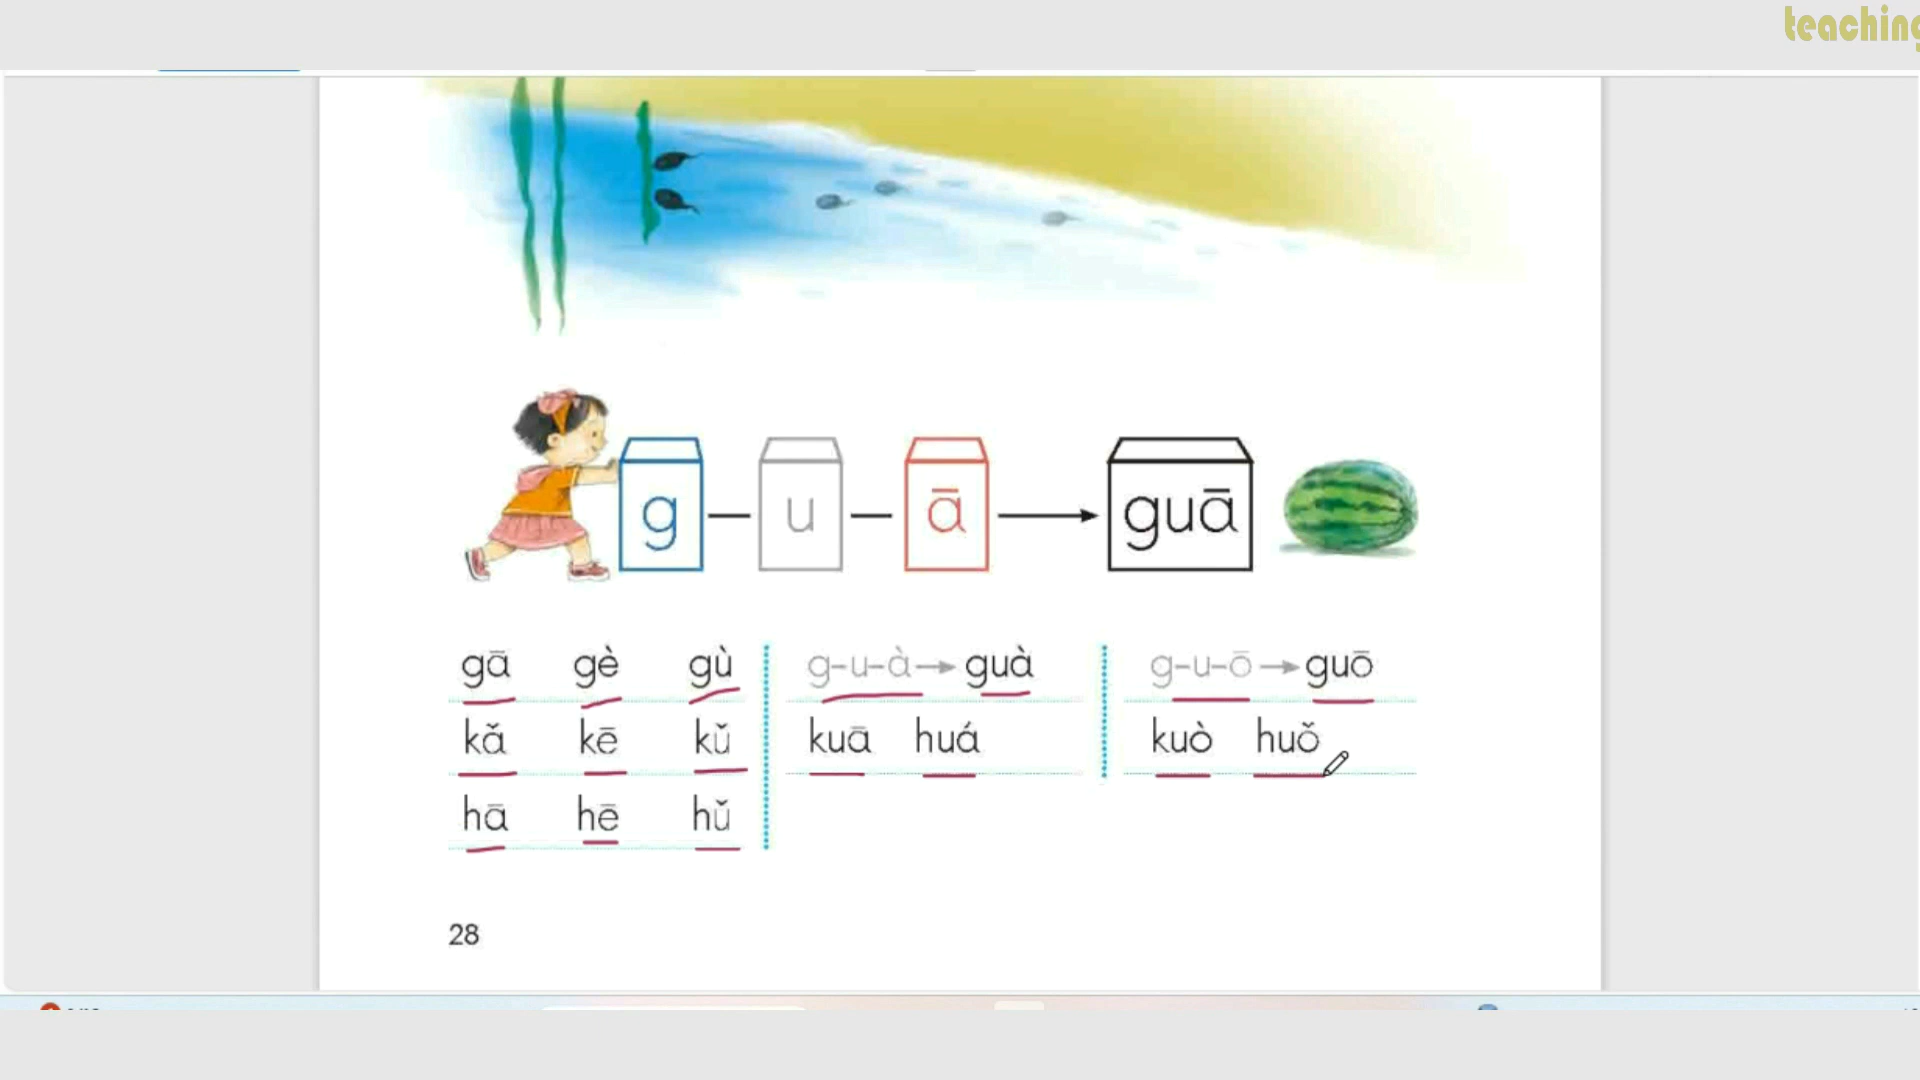 teaching
g — u — ā → guā
gā gè gù
kǎ kē kǔ
hā hē hǔ
g-u-à→guà
kuā huá
g-u-ō→guō
kuò huǒ
28